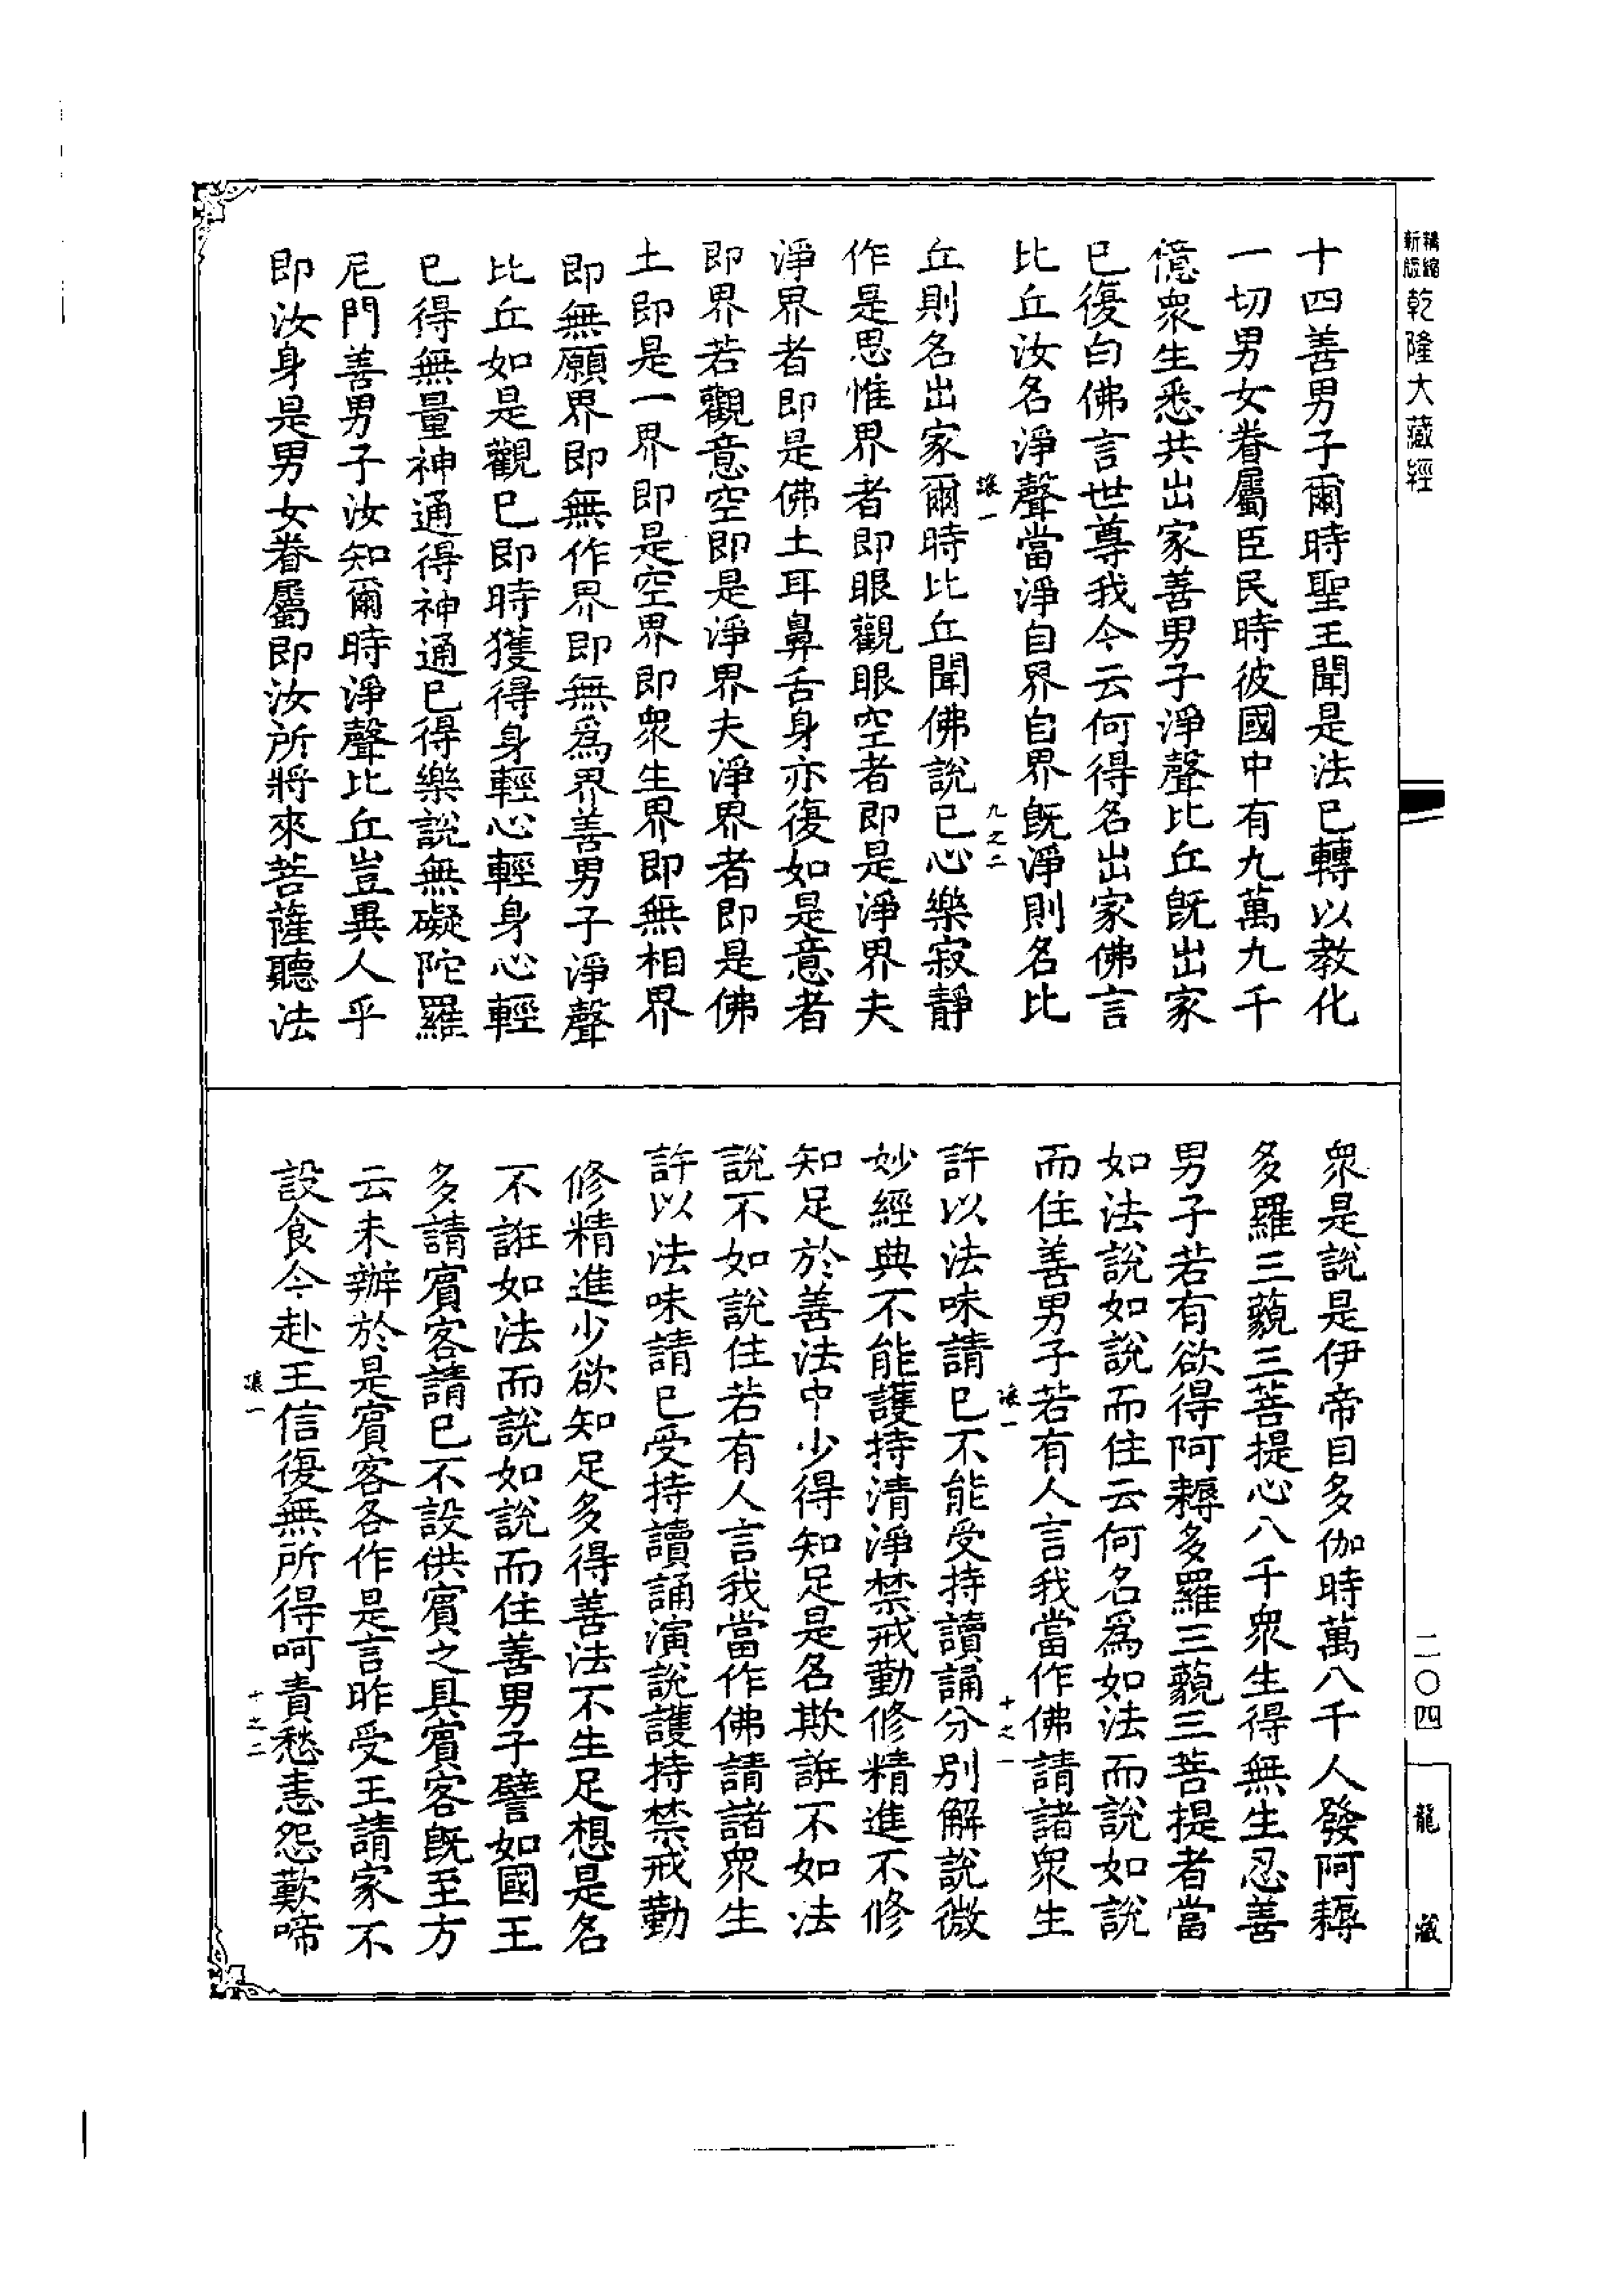 精縮新版乾隆大藏經
十四善男子爾時聖王聞是法已轉以教化
一切男女眷屬臣民時彼國中有九萬九千
億衆生悉共出家善男子淨聲比丘旣出家
已復白佛言世尊我今云何得名出家佛言
比丘汝名淨聲當淨自界自界旣淨則名比
讓一
九之二
丘則名出家爾時比丘聞佛說已心樂寂靜
作是思惟界者即眼觀眼空者即是淨界夫
淨界者即是佛土耳鼻舌身亦復如是意者
即界若觀意空即是淨界夫淨界者即是佛
土即是一界即是空界即衆生界即無相界
即無願界即無作界即無爲界善男子淨聲
比丘如是觀已即時獲得身輕心輕身心輕
已得無量神通得神通已得樂說無礙陀羅
尼門善男子汝知爾時淨聲比丘豈異人乎
即汝身是男女眷屬即汝所將來菩薩聽法
衆是說是伊帝目多伽時萬八千人發阿耨
多羅三藐三菩提心八千衆生得無生忍善
男子若有欲得阿耨多羅三藐三菩提者當
如法說如說而住云何名爲如法而說如說
而住善男子若有人言我當作佛請諸衆生
讓一
十之一
許以法味請已不能受持讀誦分別解說微
妙經典不能護持清淨禁戒勤修精進不修
知足於善法中少得知足是名欺誑不如法
說不如說住若有人言我當作佛請諸衆生
許以法味請已受持讀誦演說護持禁戒勤
修精進少欲知足多得善法不生足想是名
不誑如法而說如說而住善男子譬如國王
多請賓客請已不設供賓之具賓客旣至方
云未辦於是賓客各作是言昨受王請家不
設食今赴王信復無所得呵責愁恚怨歎啼
讓一
十之二
二〇四
龍藏